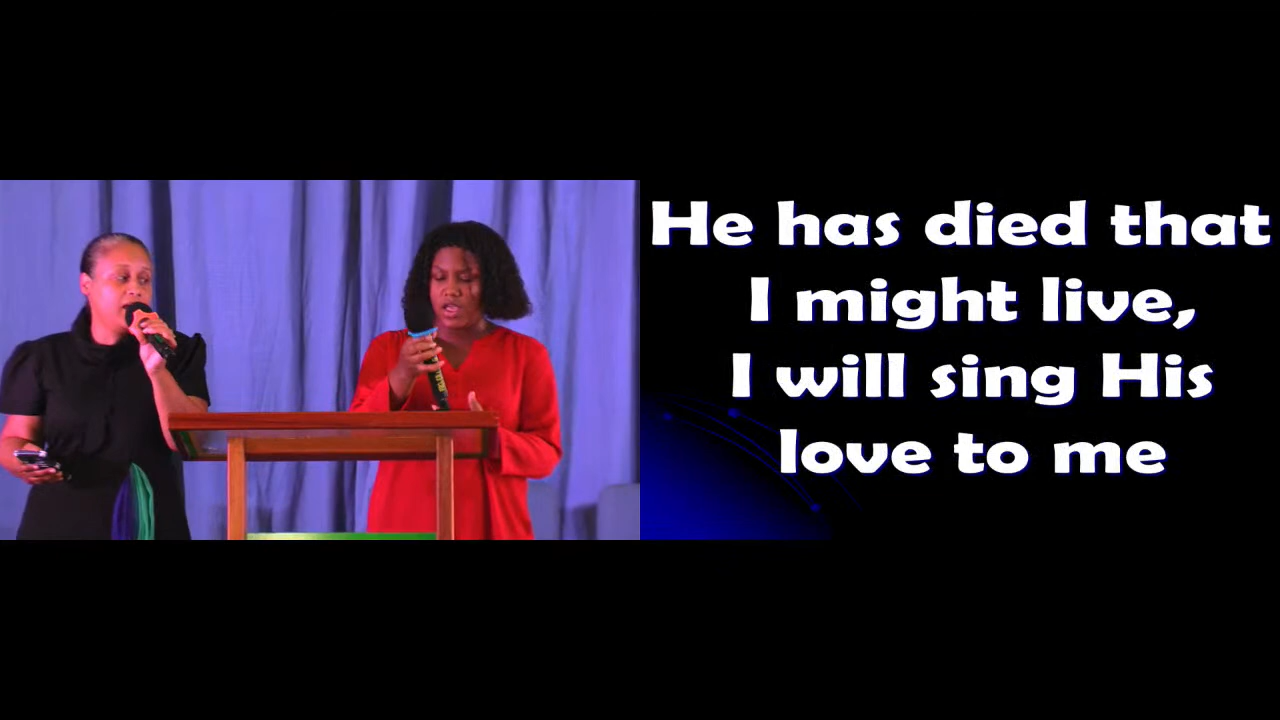 He has died that
I might live,
I will sing His
love to me